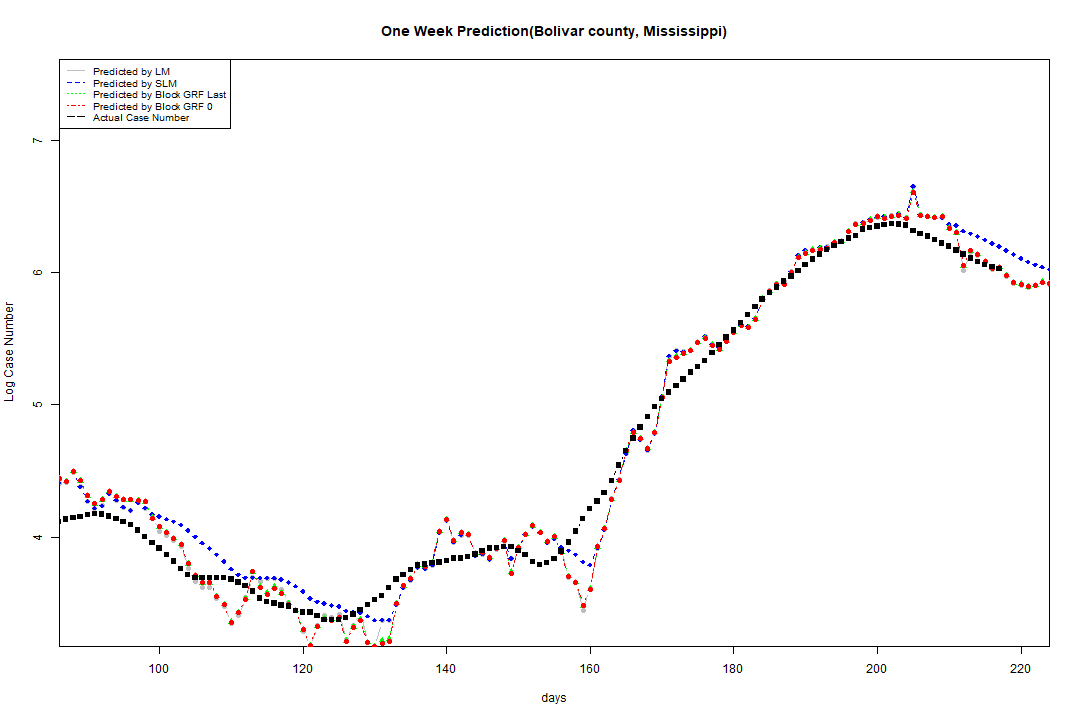 One Week Prediction(Bolivar county, Mississippi)
Predicted by LM
Predicted by SLM
Predicted by Block GRF Last
Predicted by Block GRF 0
Actual Case Number
7
6
5
4
Log Case Number
100 120 140 160 180 200 220
days